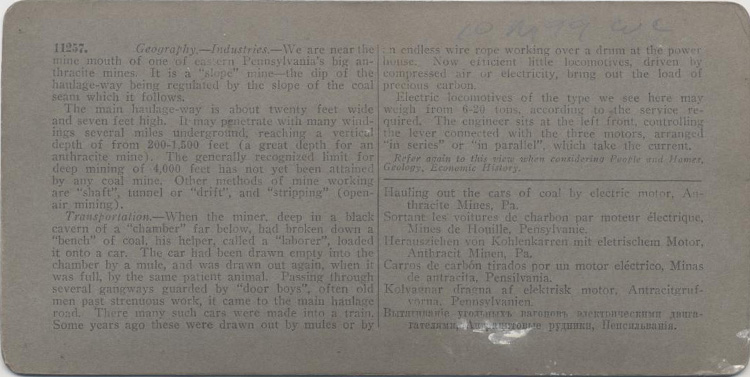 11257. Geography.—Industries.—We are near the
mine mouth of one of eastern Pennsylvania's big an-
thracite mines. It is a "slope" mine—the dip of the
haulage-way being regulated by the slope of the coal
seam which it follows.
The main haulage-way is about twenty feet wide
and seven feet high. It may penetrate with many wind-
ings several miles underground, reaching a vertical
depth of from 200-1,500 feet (a great depth for an
anthracite mine). The generally recognized limit for
deep mining of 4,000 feet has not yet been attained
by any coal mine. Other methods of mine working
are "shaft", tunnel or "drift", and "stripping" (open-
air mining).
Transportation.—When the miner, deep in a black
cavern of a "chamber" far below, had broken down a
"bench" of coal, his helper, called a "laborer", loaded
it onto a car. The car had been drawn empty into the
chamber by a mule, and was drawn out again, when it
was full, by the same patient animal. Passing through
several gangways guarded by "door boys", often old
men past strenuous work, it came to the main haulage
road. There many such cars were made into a train.
Some years ago these were drawn out by mules or by
an endless wire rope working over a drum at the power
house. Now efficient little locomotives, driven by
compressed air or electricity, bring out the load of
precious carbon.
Electric locomotives of the type we see here may
weigh from 6-20 tons, according to the service re-
quired. The engineer sits at the left front, controlling
the lever connected with the three motors, arranged
"in series" or "in parallel", which take the current.
Refer again to this view when considering People and Homes,
Geology, Economic History.
Hauling out the cars of coal by electric motor, An-
thracite Mines, Pa.
Sortant les voitures de charbon par moteur électrique,
Mines de Houille, Pensylvanie.
Herausziehen von Kohlenkarren mit eletrischem Motor,
Anthracit Minen, Pa.
Carros de carbón tirados por un motor eléctrico, Minas
de antracita, Pensilvania.
Kolvagnar dragna af elektrisk motor, Antracitgruf-
vorna, Pennsylvanien.
Вытягиваніе угольныхъ вагоновъ электрическими двига-
телями, рудники, Пенсильванія.